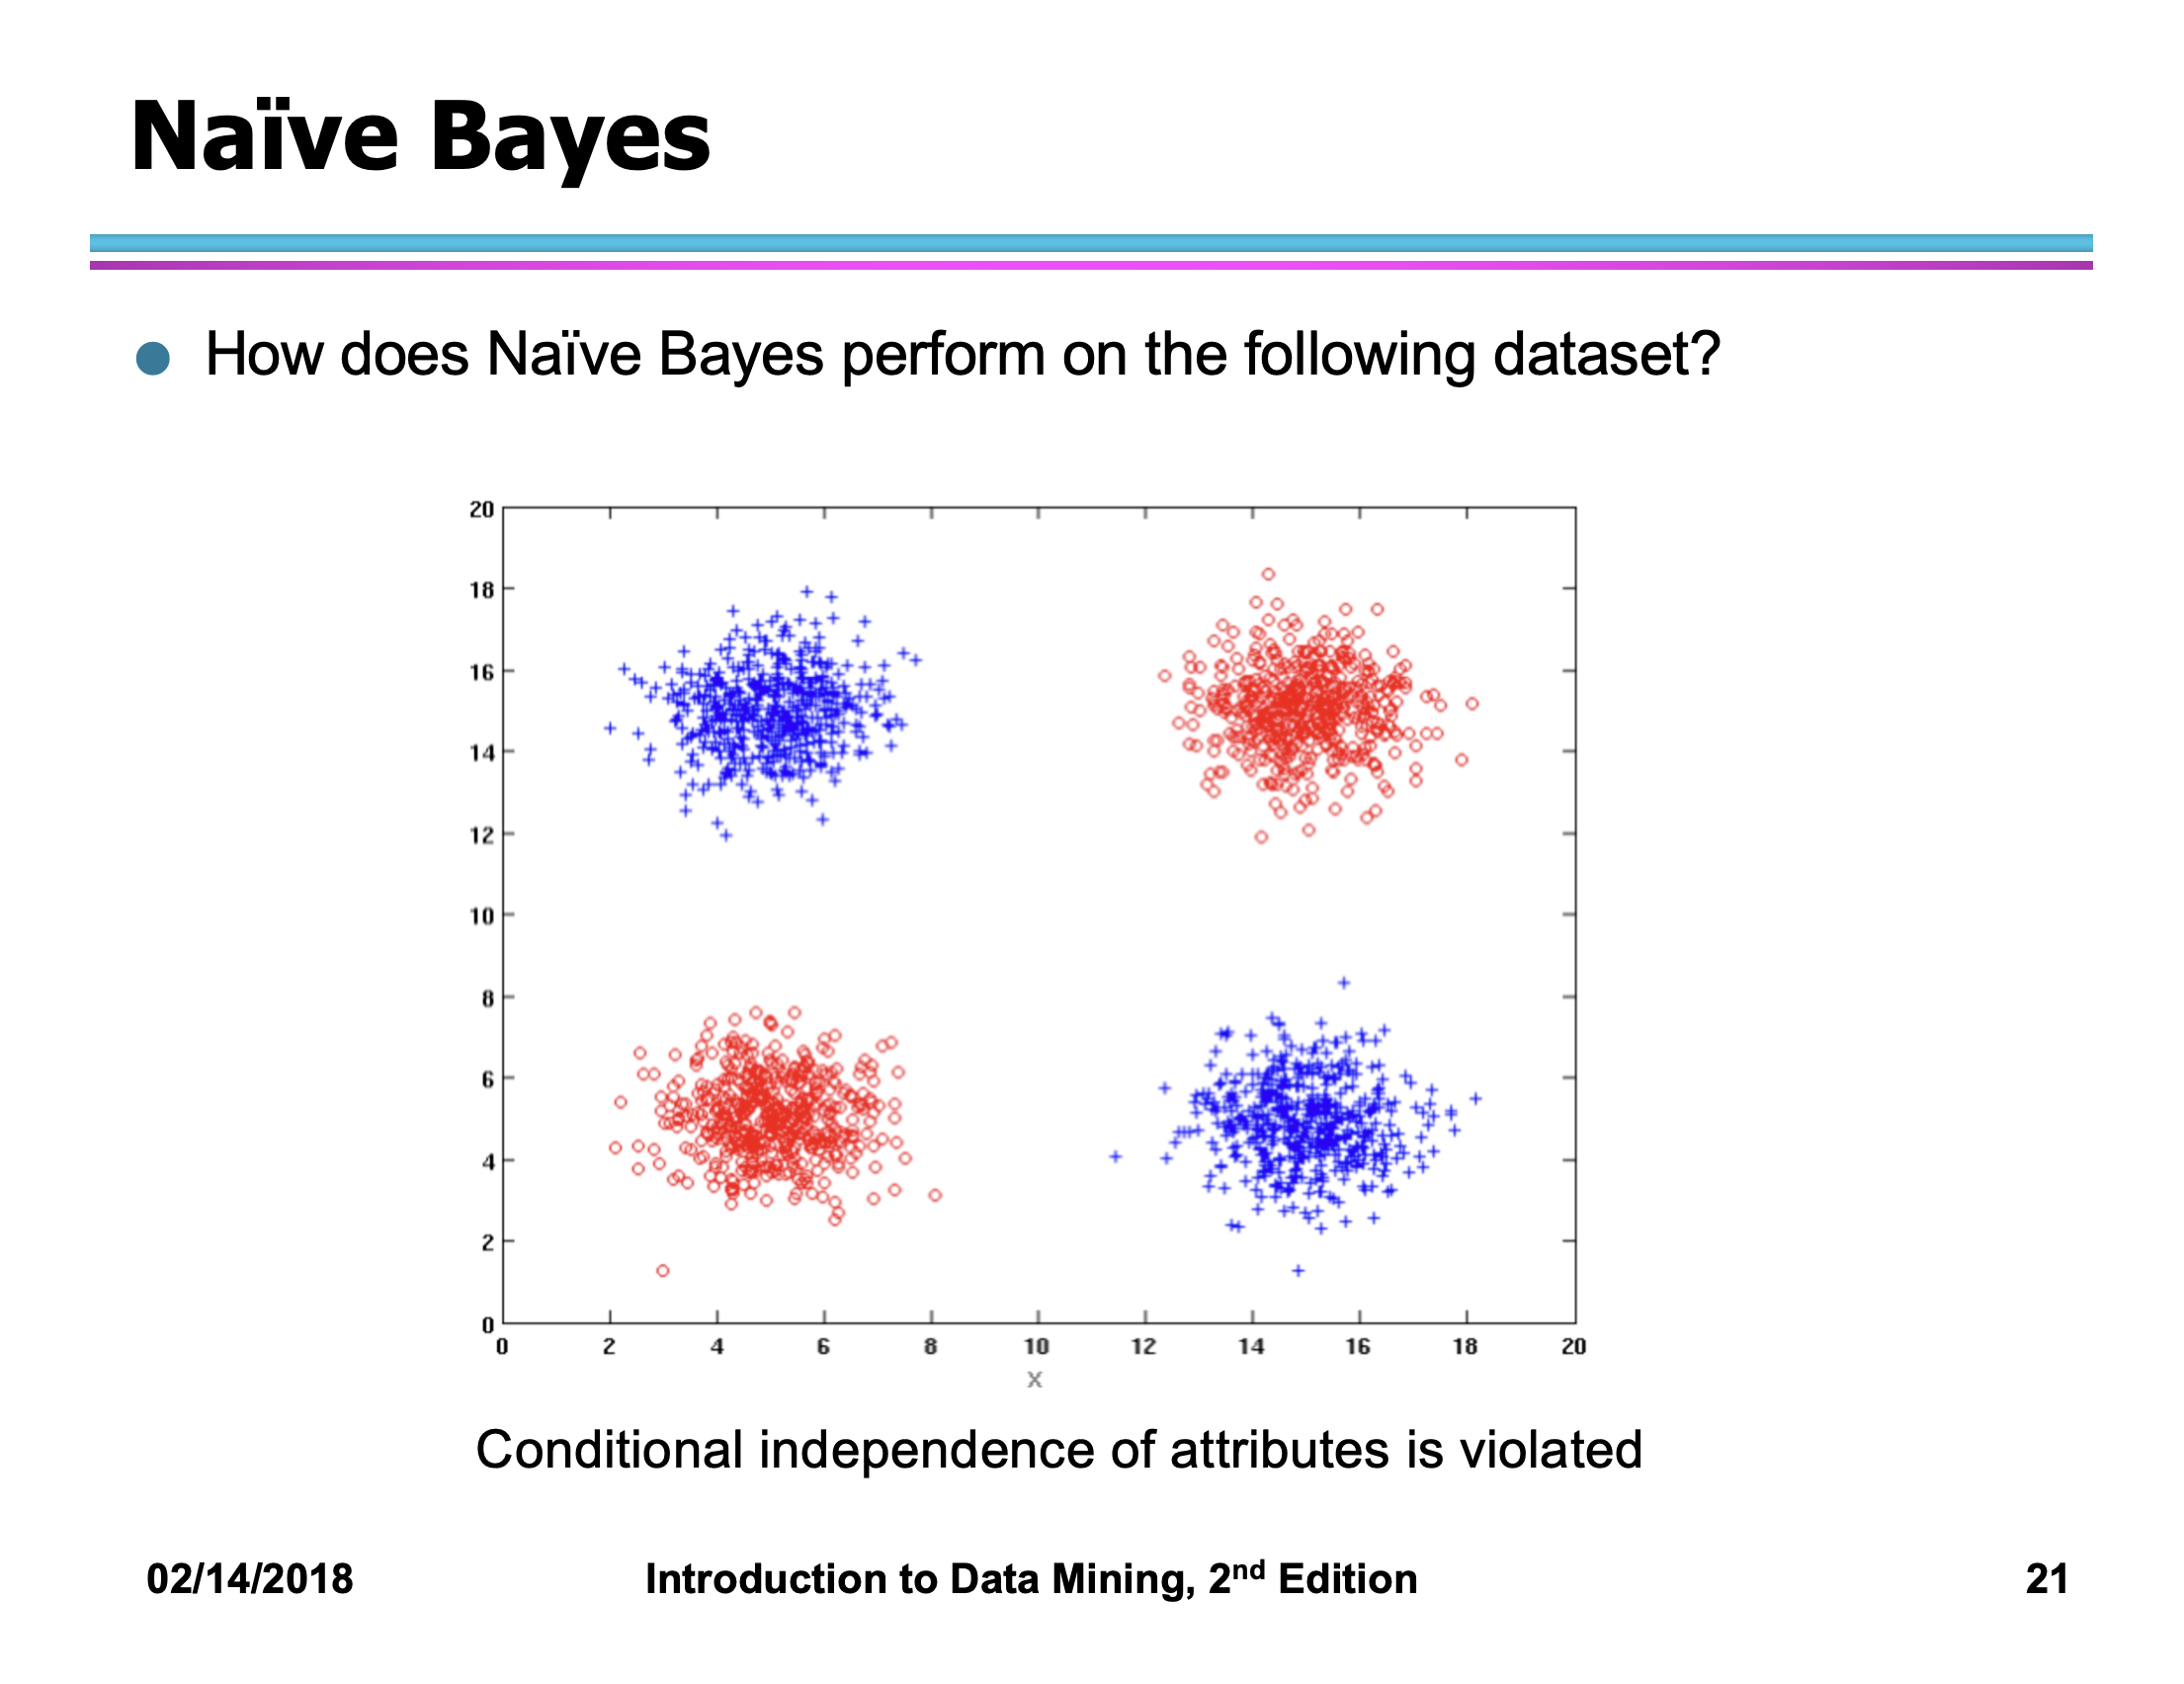 Naïve Bayes
How does Naïve Bayes perform on the following dataset?
20
18
16
14
12
10
8
6
4
2
0
0 2 4 6 8 10 12 14 16 18 20
X
Conditional independence of attributes is violated
02/14/2018 Introduction to Data Mining, 2nd Edition 21